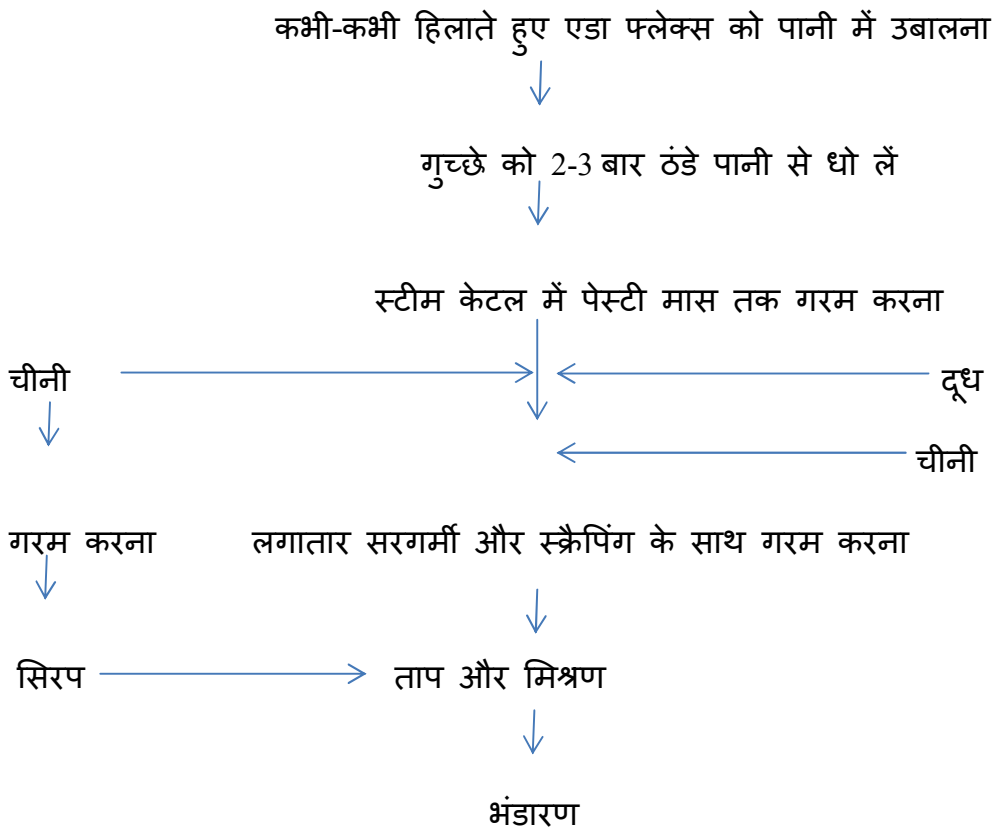 कभी-कभी हिलाते हुए एडा फ्लेक्स को पानी में उबालना
गुच्छे को 2-3 बार ठंडे पानी से धो लें
स्टीम केटल में पेस्टी मास तक गरम करना
चीनी दूध
चीनी
गरम करना लगातार सरगर्मी और स्क्रैपिंग के साथ गरम करना
सिरप ताप और मिश्रण
भंडारण